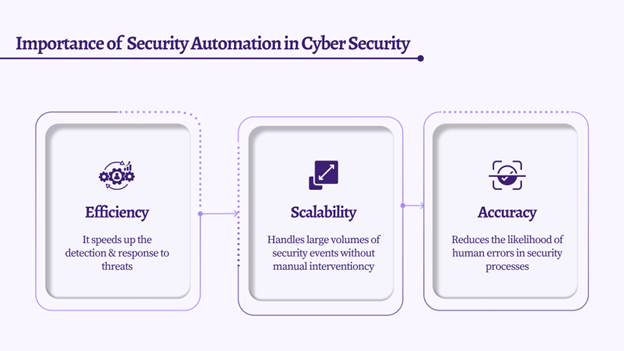 Importance of Security Automation in Cyber Security
Efficiency
It speeds up the
detection & response to
threats
Scalability
Handles large volumes of
security events without
manual interventioncy
Accuracy
Reduces the likelihood of
human errors in security
processes